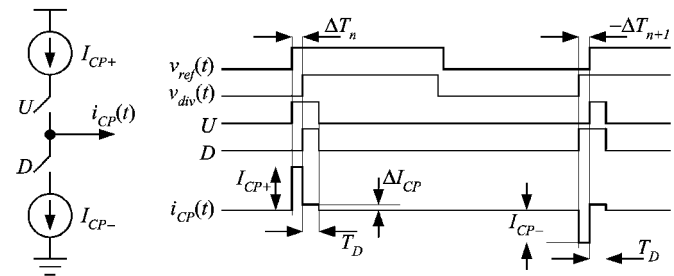 I_{CP+}
U
i_{CP}(t)
D
I_{CP−}
ΔT_n
−ΔT_{n+1}
v_{ref}(t)
v_{div}(t)
U
D
I_{CP+}
ΔI_{CP}
i_{CP}(t)
I_{CP−}
T_D
T_D